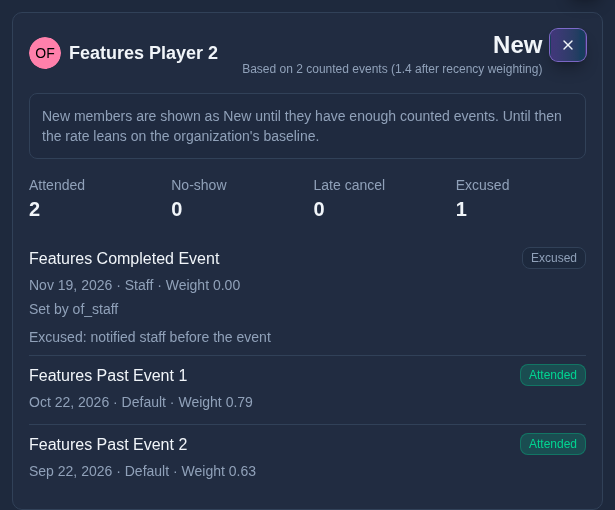 OF Features Player 2
New
Based on 2 counted events (1.4 after recency weighting)
New members are shown as New until they have enough counted events. Until then
the rate leans on the organization's baseline.
Attended No-show Late cancel Excused
2 0 0 1
Features Completed Event Excused
Nov 19, 2026 · Staff · Weight 0.00
Set by of_staff
Excused: notified staff before the event
Features Past Event 1 Attended
Oct 22, 2026 · Default · Weight 0.79
Features Past Event 2 Attended
Sep 22, 2026 · Default · Weight 0.63